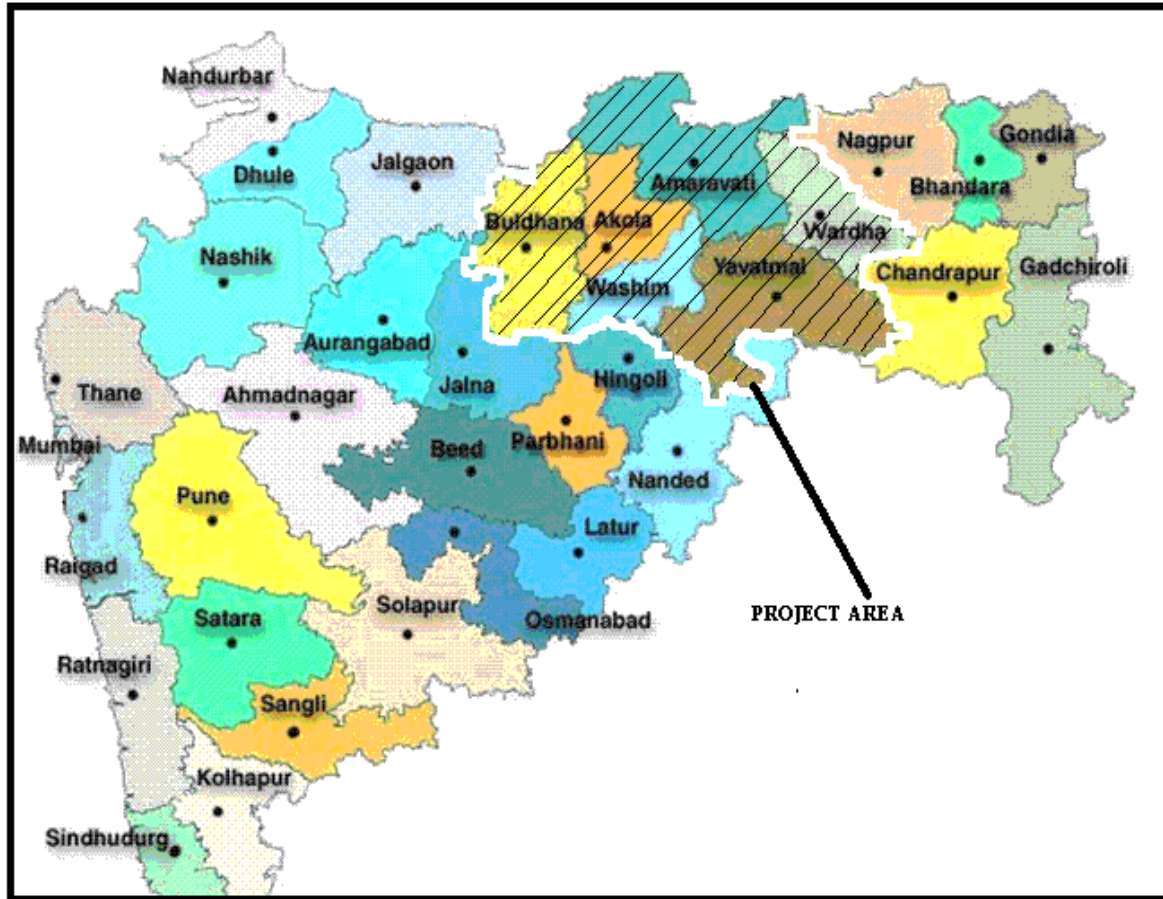 Nandurbar
Dhule
Jalgaon
Nashik
Buldhana
Akola
Amaravati
Wardha
Nagpur
Bhandara
Gondia
Washim
Yavatmal
Chandrapur
Gadchiroli
Aurangabad
Jalna
Hingoli
Thane
Ahmadnagar
Parbhani
Mumbai
Beed
Nanded
Pune
Latur
Raigad
Solapur
Osmanabad
PROJECT AREA
Satara
Ratnagiri
Sangli
Kolhapur
Sindhudurg